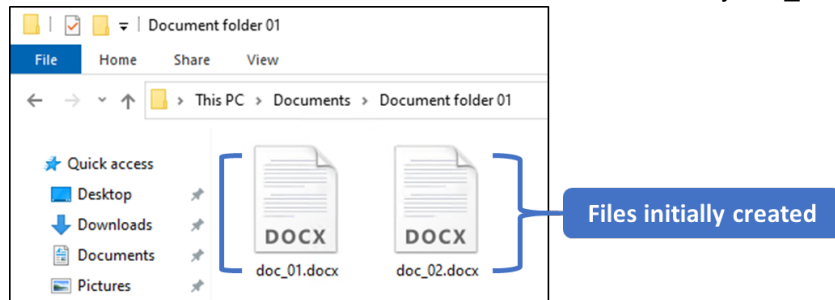 Document folder 01
File Home Share View
This PC > Documents > Document folder 01
Quick access
Desktop
Downloads
Documents
Pictures
DOCX DOCX
doc_01.docx doc_02.docx
Files initially created